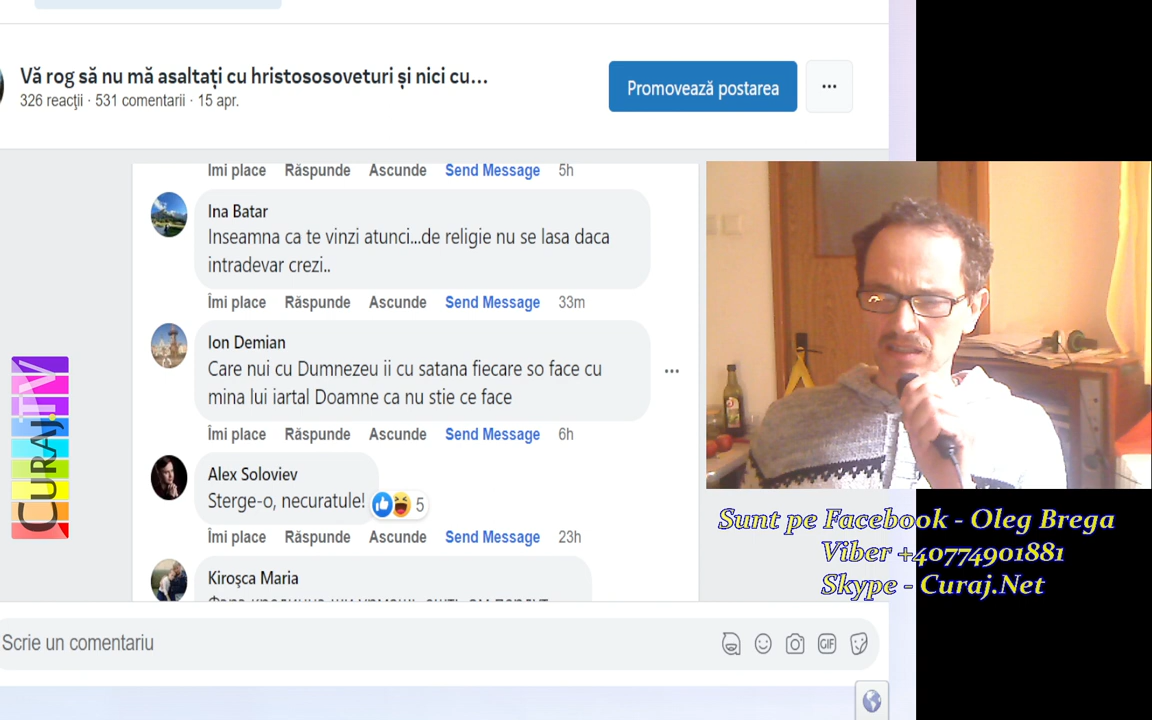 Vă rog să nu mă asaltați cu hristososoveturi și nici cu...
326 reacții · 531 comentarii · 15 apr.
Promovează postarea
Îmi place Răspunde Ascunde Send Message 5h
Ina Batar
Inseamna ca te vinzi atunci...de religie nu se lasa daca
intradevar crezi..
Îmi place Răspunde Ascunde Send Message 33m
Ion Demian
Care nui cu Dumnezeu ii cu satana fiecare so face cu
mina lui iartal Doamne ca nu stie ce face
Îmi place Răspunde Ascunde Send Message 6h
Alex Soloviev
Sterge-o, necuratule!
5
Îmi place Răspunde Ascunde Send Message 23h
Kiroșca Maria
Scrie un comentariu
GIF
CURAJ.TV
Sunt pe Facebook - Oleg Brega
Viber +40774901881
Skype - Curaj.Net